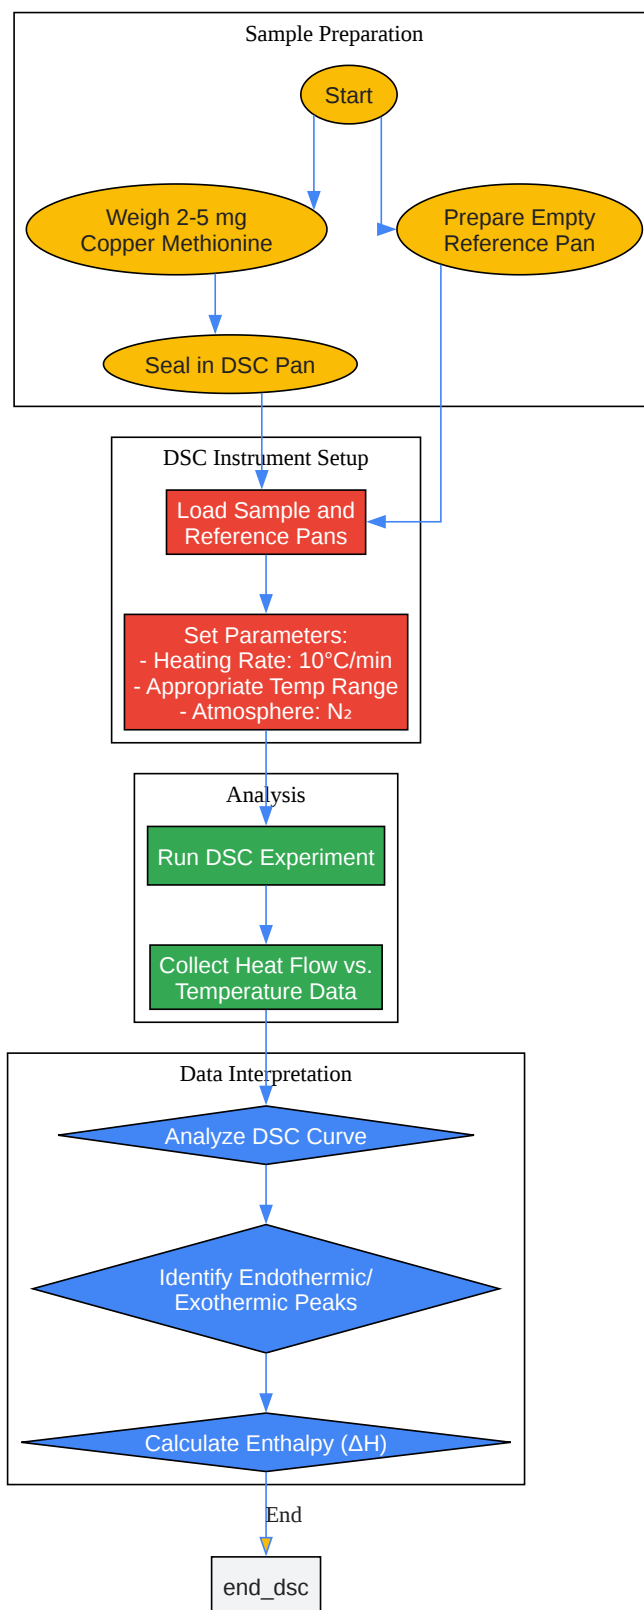 Sample Preparation
Start
Weigh 2-5 mg
Copper Methionine
Prepare Empty
Reference Pan
Seal in DSC Pan
DSC Instrument Setup
Load Sample and
Reference Pans
Set Parameters:
- Heating Rate: 10°C/min
- Appropriate Temp Range
- Atmosphere: N₂
Analysis
Run DSC Experiment
Collect Heat Flow vs.
Temperature Data
Data Interpretation
Analyze DSC Curve
Identify Endothermic/
Exothermic Peaks
Calculate Enthalpy (ΔH)
End
end_dsc